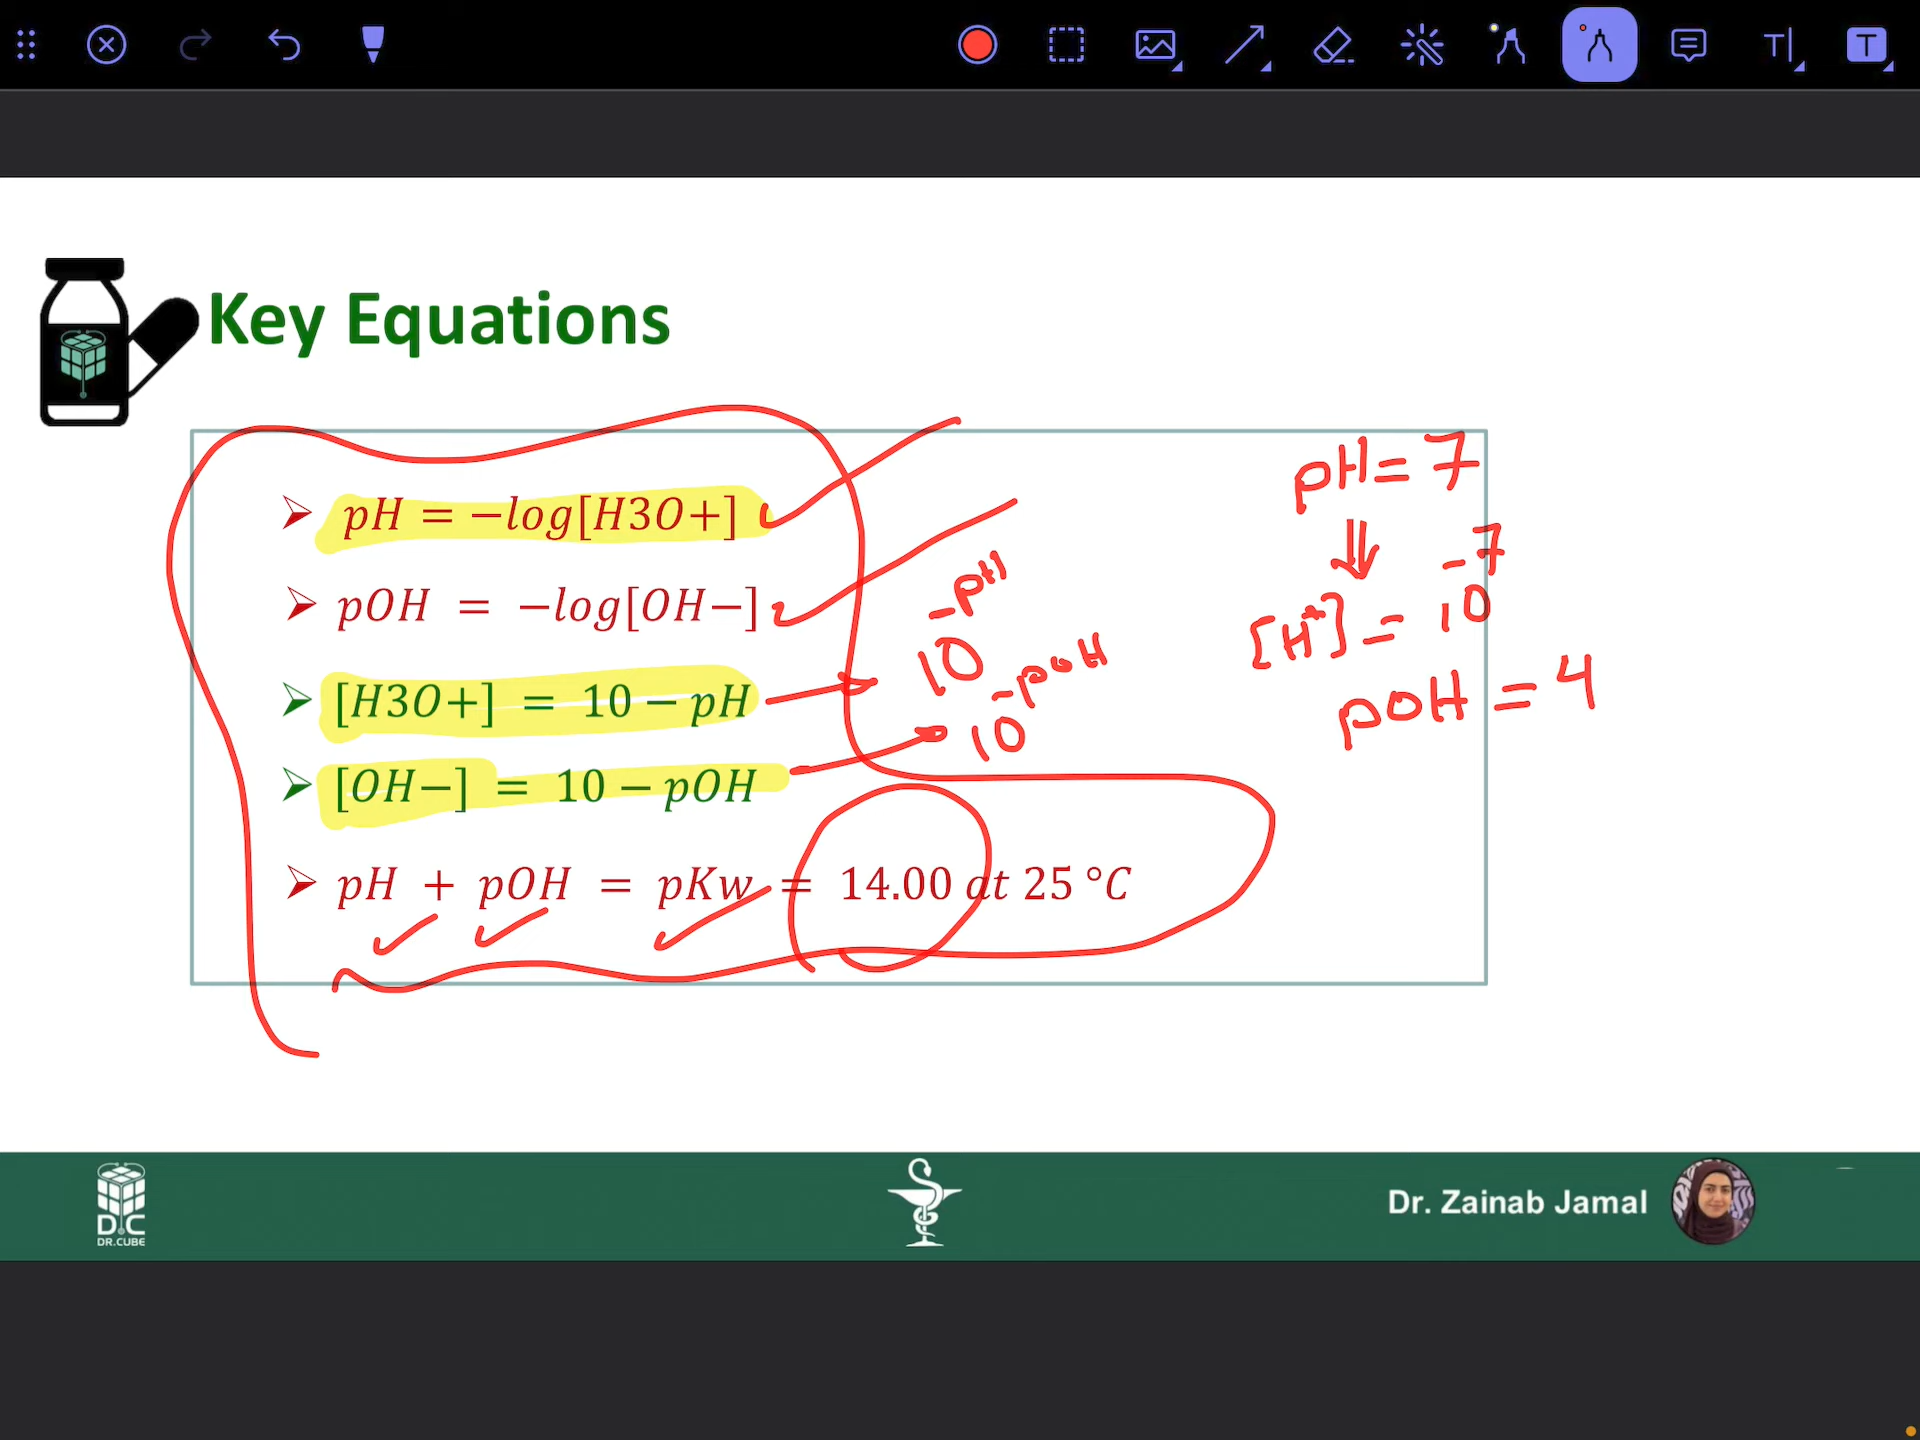 Key Equations
pH = −log[H3O+]
pOH = −log[OH−]
[H3O+] = 10 − pH
[OH−] = 10 − pOH
pH + pOH = pKw = 14.00 at 25 °C
10^-pH
10^-pOH
pH = 7
[H⁺] = 10^-7
pOH = 4
D C
DR.CUBE
Dr. Zainab Jamal